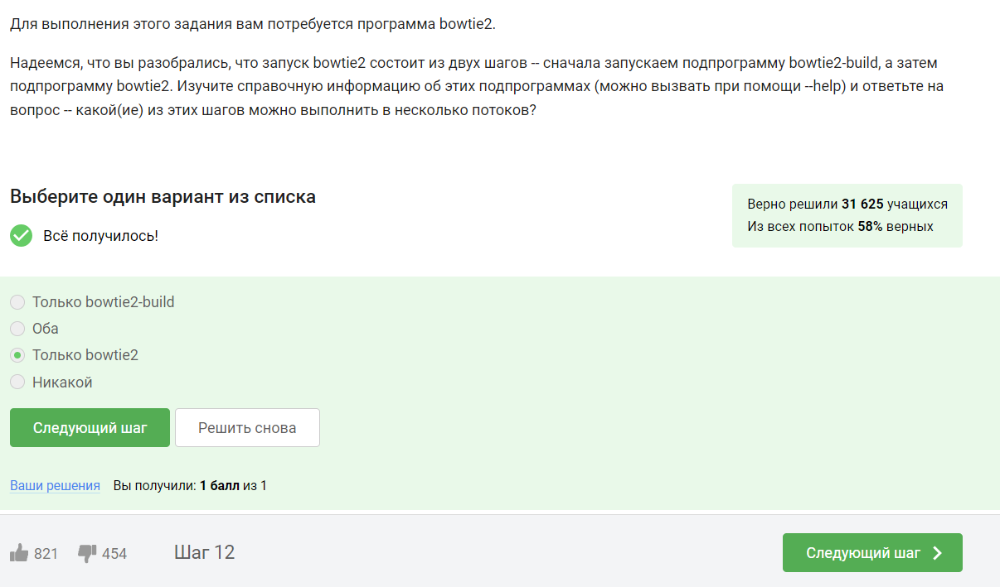 Для выполнения этого задания вам потребуется программа bowtie2.
Надеемся, что вы разобрались, что запуск bowtie2 состоит из двух шагов -- сначала запускаем подпрограмму bowtie2-build, а затем
подпрограмму bowtie2. Изучите справочную информацию об этих подпрограммах (можно вызвать при помощи --help) и ответьте на
вопрос -- какой(ие) из этих шагов можно выполнить в несколько потоков?
Выберите один вариант из списка
Всё получилось!
Верно решили 31 625 учащихся
Из всех попыток 58% верных
Только bowtie2-build
Оба
Только bowtie2
Никакой
Следующий шаг
Решить снова
Ваши решения Вы получили: 1 балл из 1
821 454 Шаг 12 Следующий шаг